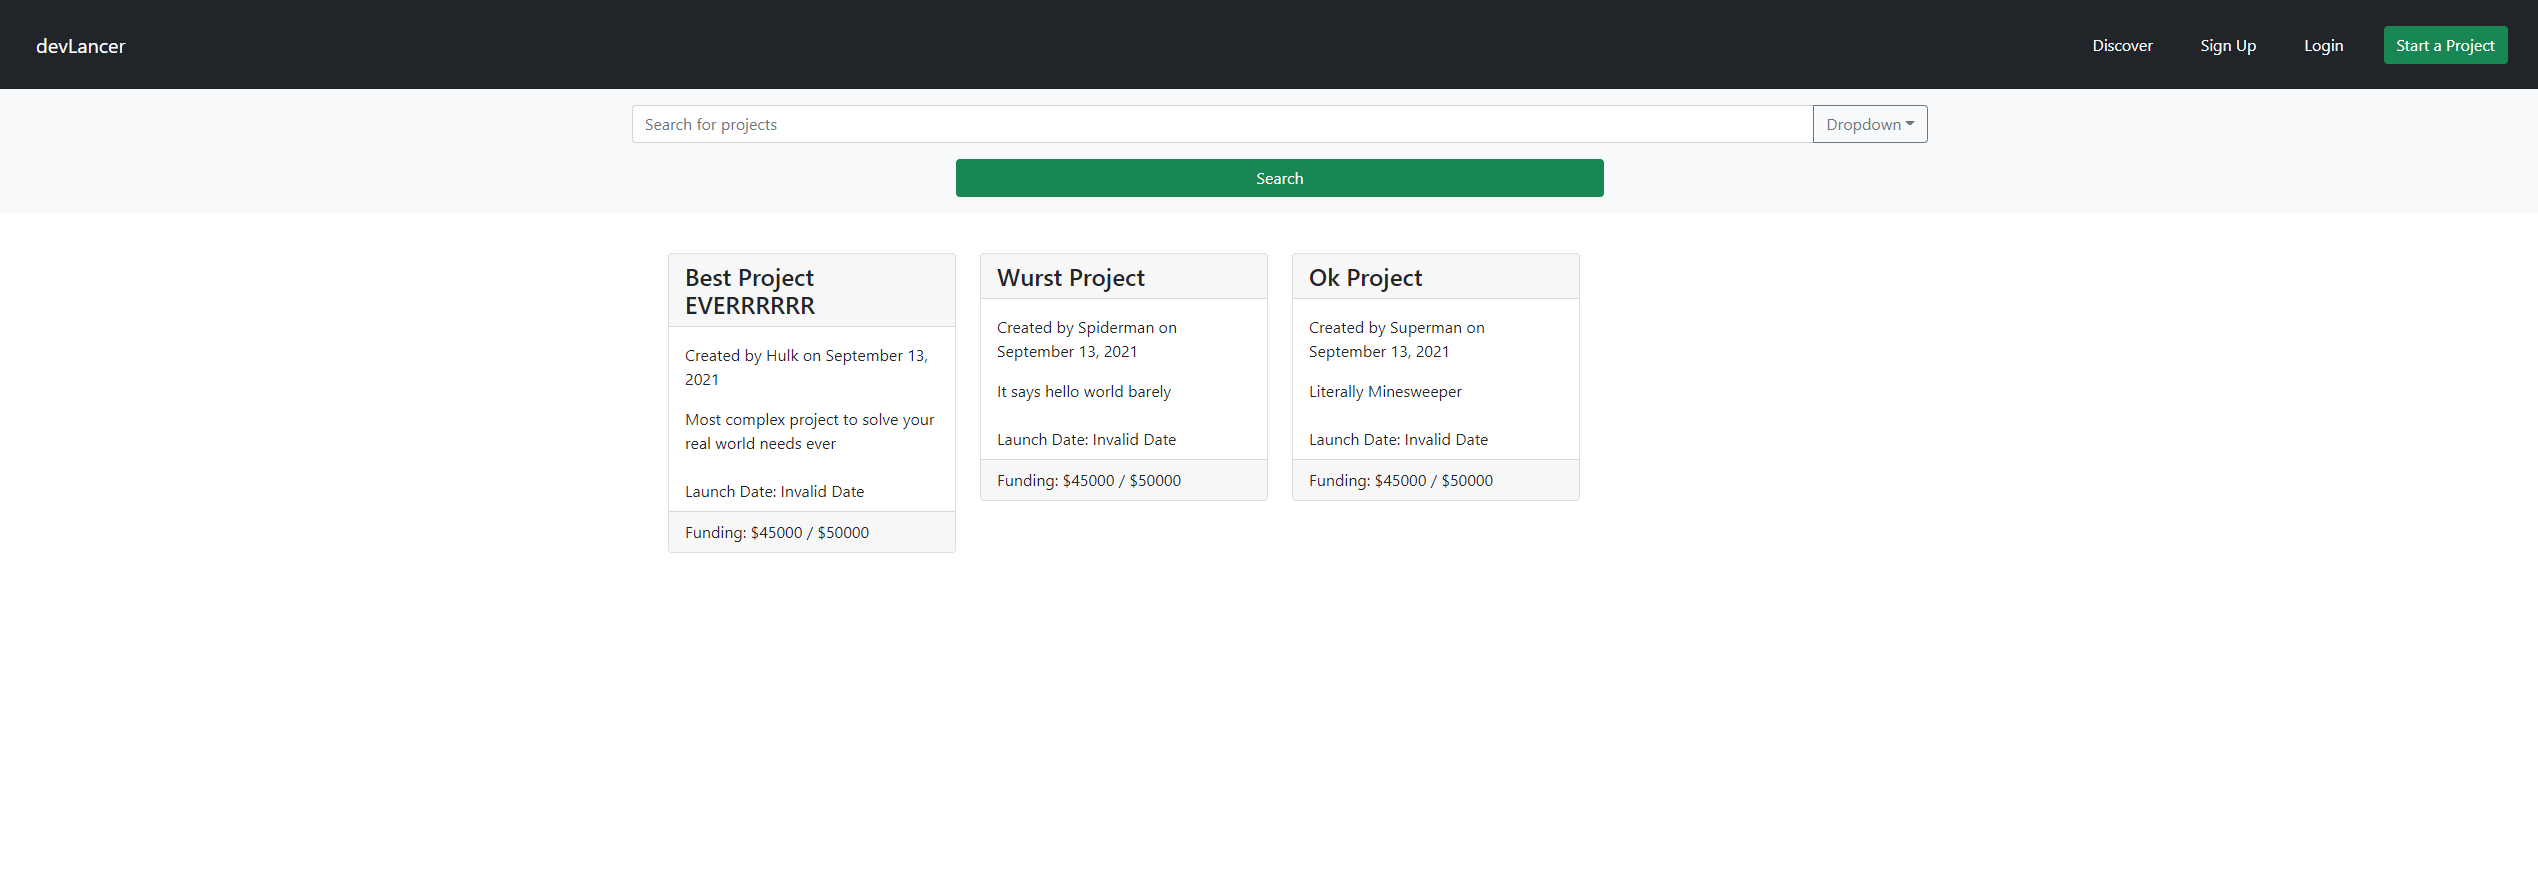 devLancer
Discover
Sign Up
Login
Start a Project
Search for projects
Dropdown
Search
Best Project
EVERRRRRR
Created by Hulk on September 13,
2021
Most complex project to solve your
real world needs ever
Launch Date: Invalid Date
Funding: $45000 / $50000
Wurst Project
Created by Spiderman on
September 13, 2021
It says hello world barely
Launch Date: Invalid Date
Funding: $45000 / $50000
Ok Project
Created by Superman on
September 13, 2021
Literally Minesweeper
Launch Date: Invalid Date
Funding: $45000 / $50000